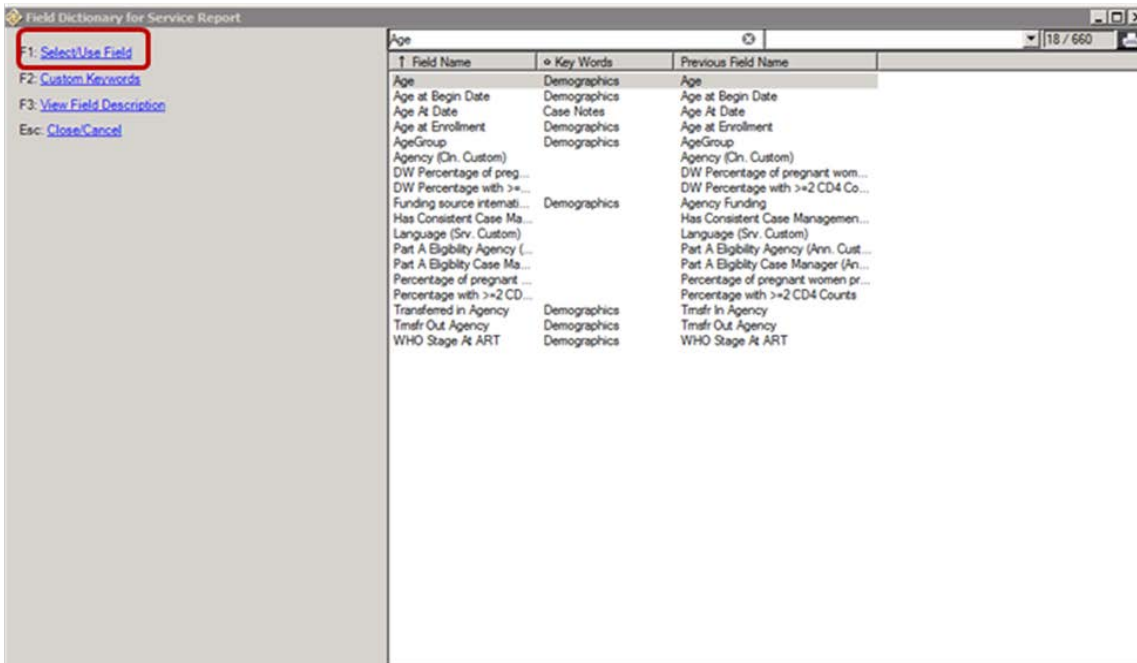 Field Dictionary for Service Report
F1: Select/Use Field
F2: Custom Keywords
F3: View Field Description
Esc: Close/Cancel
Age 18 / 660
↑ Field Name Key Words Previous Field Name
Age Demographics Age
Age at Begin Date Demographics Age at Begin Date
Age At Date Case Notes Age At Date
Age at Enrollment Demographics Age at Enrollment
AgeGroup Demographics AgeGroup
Agency (Cln. Custom) Agency (Cln. Custom)
DW Percentage of preg... DW Percentage of pregnant wom...
DW Percentage with >=... DW Percentage with >=2 CD4 Co...
Funding source internati... Demographics Agency Funding
Has Consistent Case Ma... Has Consistent Case Managemen...
Language (Srv. Custom) Language (Srv. Custom)
Part A Eligibility Agency (... Part A Eligibility Agency (Ann. Cust...
Part A Eligiblity Case Ma... Part A Eligiblity Case Manager (An...
Percentage of pregnant ... Percentage of pregnant women pr...
Percentage with >=2 CD... Percentage with >=2 CD4 Counts
Transferred in Agency Demographics Trnsfr In Agency
Trnsfr Out Agency Demographics Trnsfr Out Agency
WHO Stage At ART Demographics WHO Stage At ART